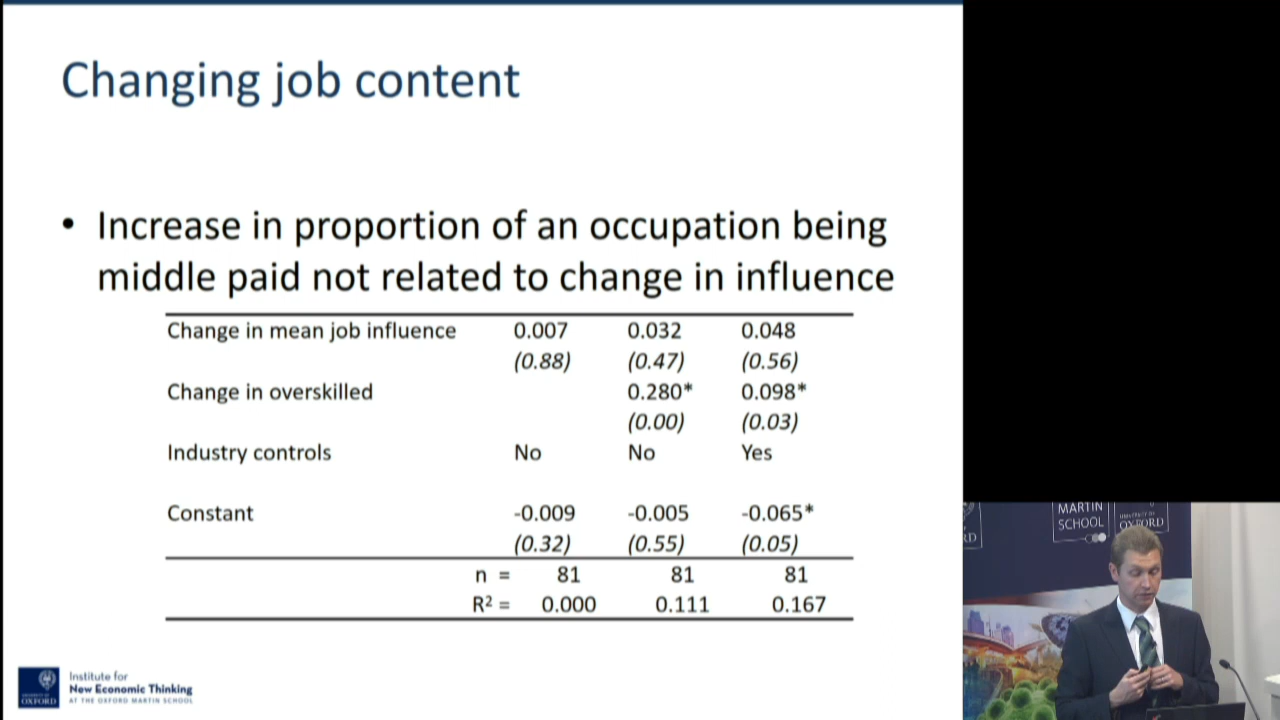 Changing job content
• Increase in proportion of an occupation being
middle paid not related to change in influence
Change in mean job influence 0.007 0.032 0.048
(0.88) (0.47) (0.56)
Change in overskilled 0.280* 0.098*
(0.00) (0.03)
Industry controls No No Yes
Constant -0.009 -0.005 -0.065*
(0.32) (0.55) (0.05)
n = 81 81 81
R² = 0.000 0.111 0.167
UNIVERSITY OF
OXFORD
Institute for
New Economic Thinking
AT THE OXFORD MARTIN SCHOOL
MARTIN
SCHOOL
UNIVERSITY OF
OXFORD
RD